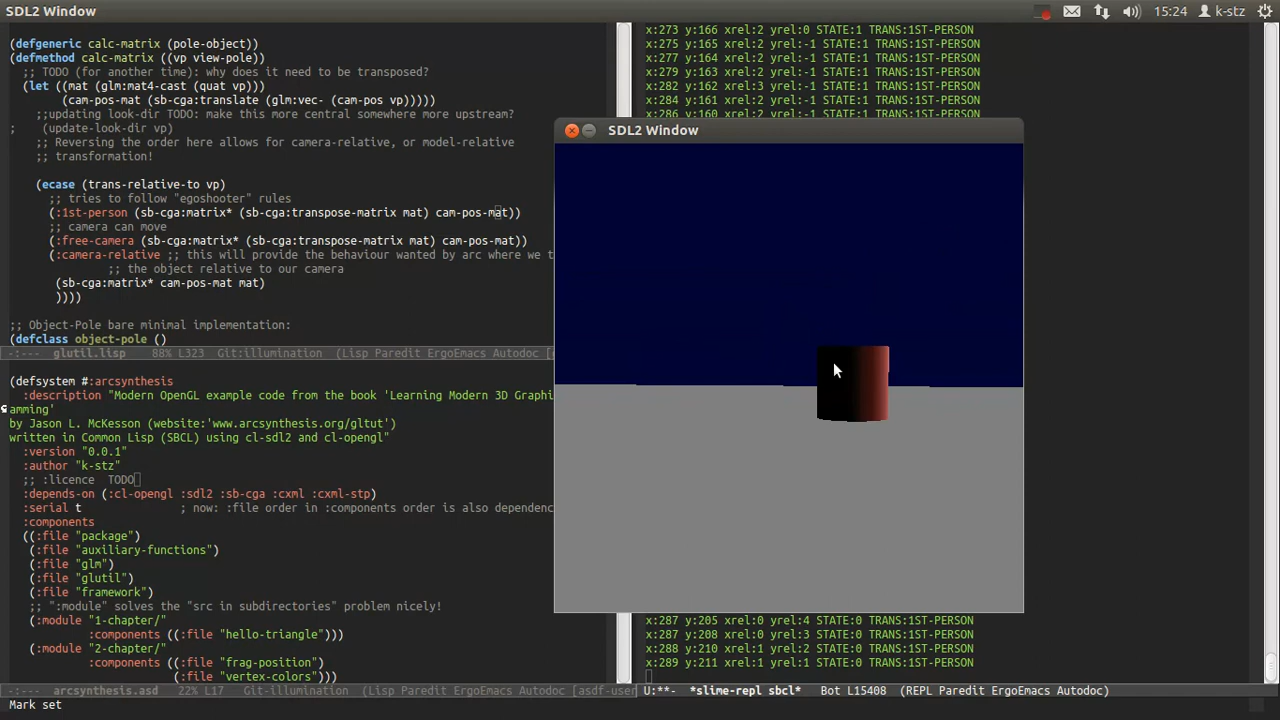 SDL2 Window
15:24
k-stz
(defgeneric calc-matrix (pole-object))
(defmethod calc-matrix ((vp view-pole))
;; TODO (for another time): why does it need to be transposed?
(let ((mat (glm:mat4-cast (quat vp)))
(cam-pos-mat (sb-cga:translate (glm:vec- (cam-pos vp)))))
;;updating look-dir TODO: make this more central somewhere more upstream?
; (update-look-dir vp)
;; Reversing the order here allows for camera-relative, or model-relative
;; transformation!
(ecase (trans-relative-to vp)
;; tries to follow "egoshooter" rules
(:1st-person (sb-cga:matrix* (sb-cga:transpose-matrix mat) cam-pos-mat))
;; camera can move
(:free-camera (sb-cga:matrix* (sb-cga:transpose-matrix mat) cam-pos-mat))
(:camera-relative ;; this will provide the behaviour wanted by arc where we t
;; the object relative to our camera
(sb-cga:matrix* cam-pos-mat mat)
))))
;; Object-Pole bare minimal implementation:
(defclass object-pole ()
-:--- glutil.lisp 88% L323 Git:illumination (Lisp Paredit ErgoEmacs Autodoc [
(defsystem #:arcsynthesis
:description "Modern OpenGL example code from the book 'Learning Modern 3D Graphi
amming'
by Jason L. McKesson (website:'www.arcsynthesis.org/gltut')
written in Common Lisp (SBCL) using cl-sdl2 and cl-opengl"
:version "0.0.1"
:author "k-stz"
;; :licence TODO
:depends-on (:cl-opengl :sdl2 :sb-cga :cxml :cxml-stp)
:serial t ; now: :file order in :components order is also dependenc
:components
((:file "package")
(:file "auxiliary-functions")
(:file "glm")
(:file "glutil")
(:file "framework")
;; ":module" solves the "src in subdirectories" problem nicely!
(:module "1-chapter/"
:components ((:file "hello-triangle")))
(:module "2-chapter/"
:components ((:file "frag-position")
(:file "vertex-colors")))
-:--- arcsynthesis.asd 22% L17 Git-illumination (Lisp Paredit ErgoEmacs Autodoc [asdf-user
Mark set
x:273 y:166 xrel:2 yrel:0 STATE:1 TRANS:1ST-PERSON
x:275 y:165 xrel:2 yrel:-1 STATE:1 TRANS:1ST-PERSON
x:277 y:164 xrel:2 yrel:-1 STATE:1 TRANS:1ST-PERSON
x:279 y:163 xrel:2 yrel:-1 STATE:1 TRANS:1ST-PERSON
x:282 y:162 xrel:3 yrel:-1 STATE:1 TRANS:1ST-PERSON
x:284 y:161 xrel:2 yrel:-1 STATE:1 TRANS:1ST-PERSON
x:286 y:160 xrel:2 yrel:-1 STATE:1 TRANS:1ST-PERSON
SDL2 Window
x:287 y:205 xrel:0 yrel:4 STATE:0 TRANS:1ST-PERSON
x:287 y:208 xrel:0 yrel:3 STATE:0 TRANS:1ST-PERSON
x:288 y:210 xrel:1 yrel:2 STATE:0 TRANS:1ST-PERSON
x:289 y:211 xrel:1 yrel:1 STATE:0 TRANS:1ST-PERSON
U:**- *slime-repl sbcl* Bot L15408 (REPL Paredit ErgoEmacs Autodoc)